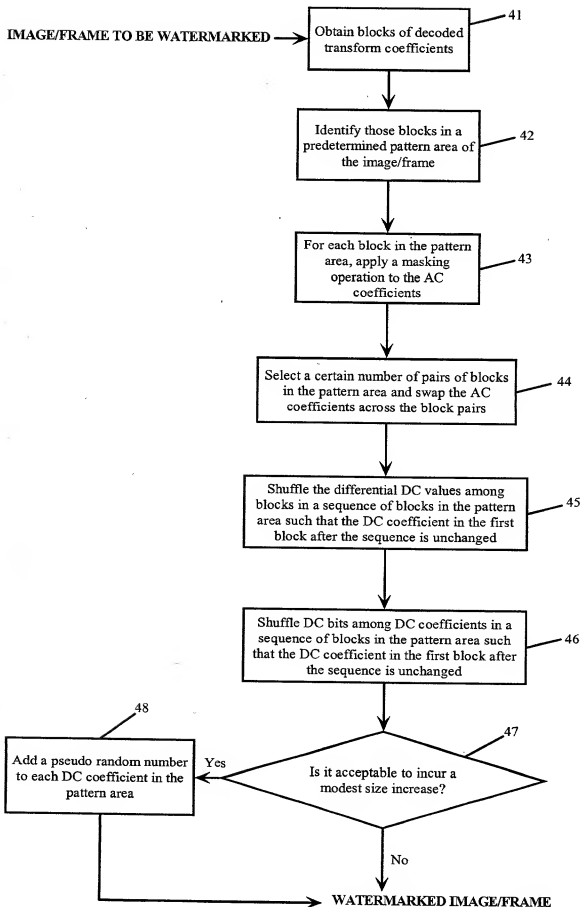 41
IMAGE/FRAME TO BE WATERMARKED
Obtain blocks of decoded
transform coefficients
Identify those blocks in a
predetermined pattern area of
the image/frame
42
For each block in the pattern
area, apply a masking
operation to the AC
coefficients
43
Select a certain number of pairs of blocks
in the pattern area and swap the AC
coefficients across the block pairs
44
Shuffle the differential DC values among
blocks in a sequence of blocks in the pattern
area such that the DC coefficient in the first
block after the sequence is unchanged
45
Shuffle DC bits among DC coefficients in a
sequence of blocks in the pattern area such
that the DC coefficient in the first block after
the sequence is unchanged
46
48
47
Add a pseudo random number
to each DC coefficient in the
pattern area
Yes
Is it acceptable to incur a
modest size increase?
No
WATERMARKED IMAGE/FRAME